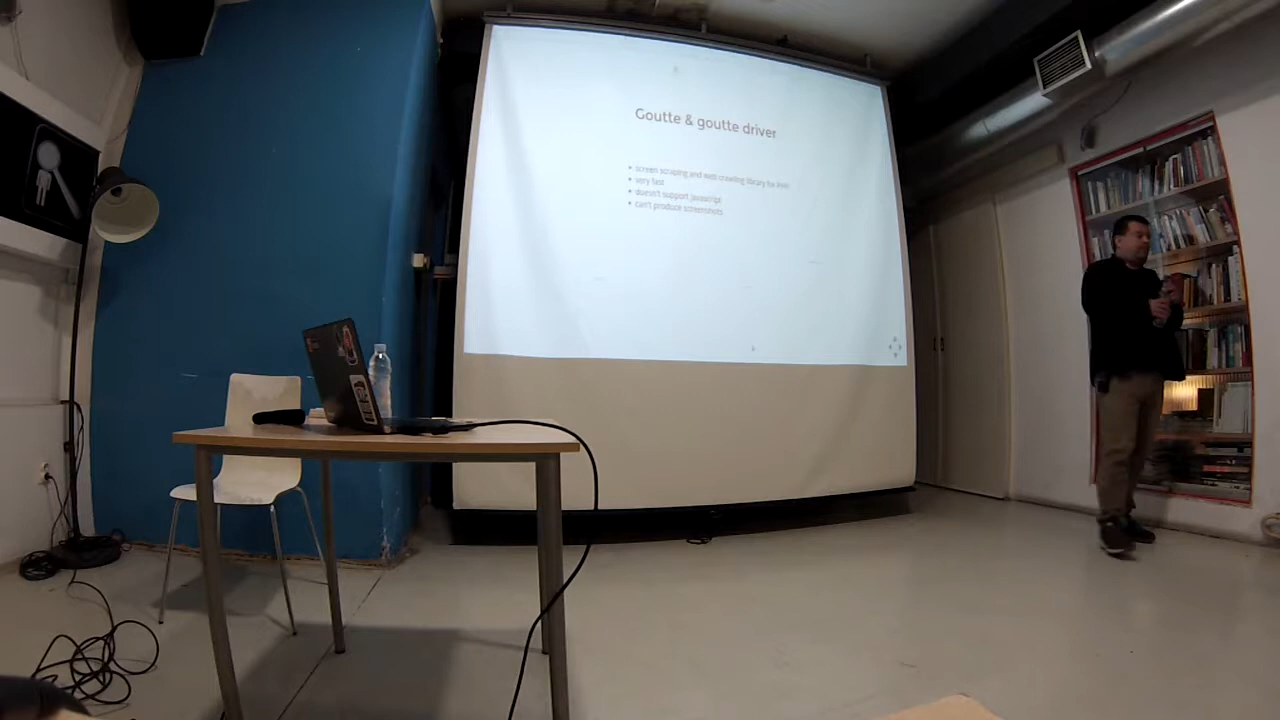 Goutte & goutte driver
• screen scraping and web crawling library for PHP
• very fast
• doesn't support javascript
• can't produce screenshots